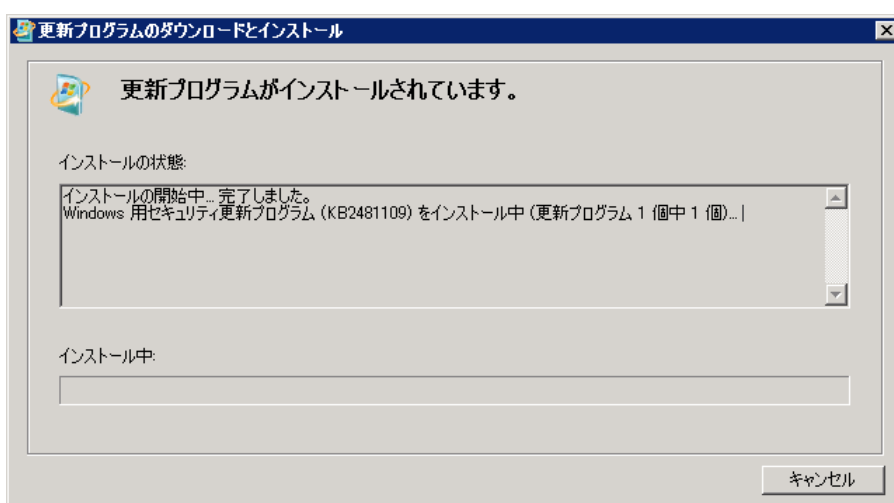 更新プログラムのダウンロードとインストール
更新プログラムがインストールされています。
インストールの状態:
インストールの開始中... 完了しました。
Windows 用セキュリティ更新プログラム (KB2481109) をインストール中 (更新プログラム 1 個中 1 個)...
インストール中:
キャンセル